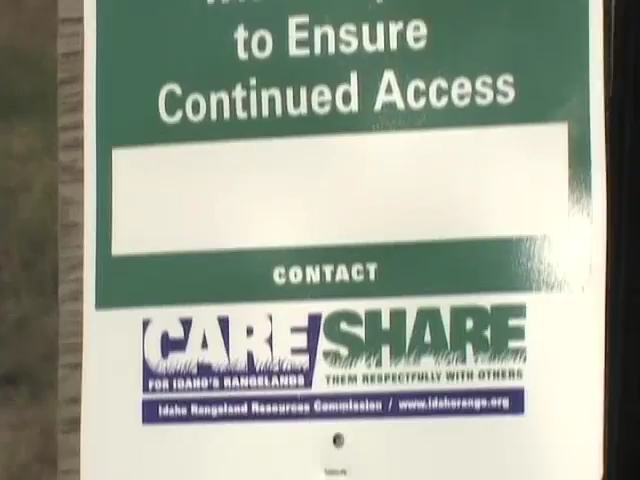 to Ensure
Continued Access
CONTACT
CARE/SHARE
FOR IDAHO'S RANGELANDS THEM RESPECTFULLY WITH OTHERS
Idaho Rangeland Resources Commission / www.idahorange.org